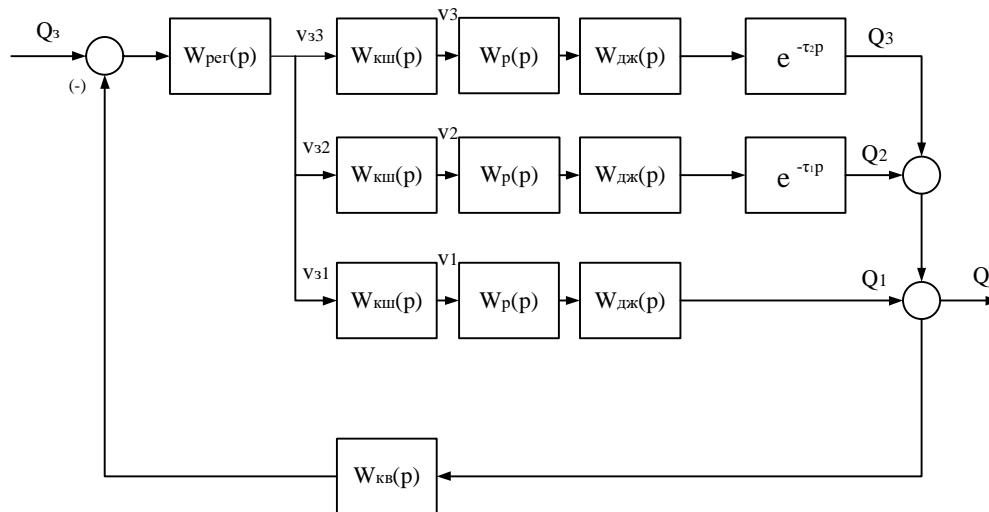 Qз
Wрег(p)
(-)
vз3
Wкш(p)
v3
Wр(p)
Wдж(p)
e -τ2p
Q3
vз2
Wкш(p)
v2
Wр(p)
Wдж(p)
e -τ1p
Q2
vз1
Wкш(p)
v1
Wр(p)
Wдж(p)
Q1
Q
Wкв(p)